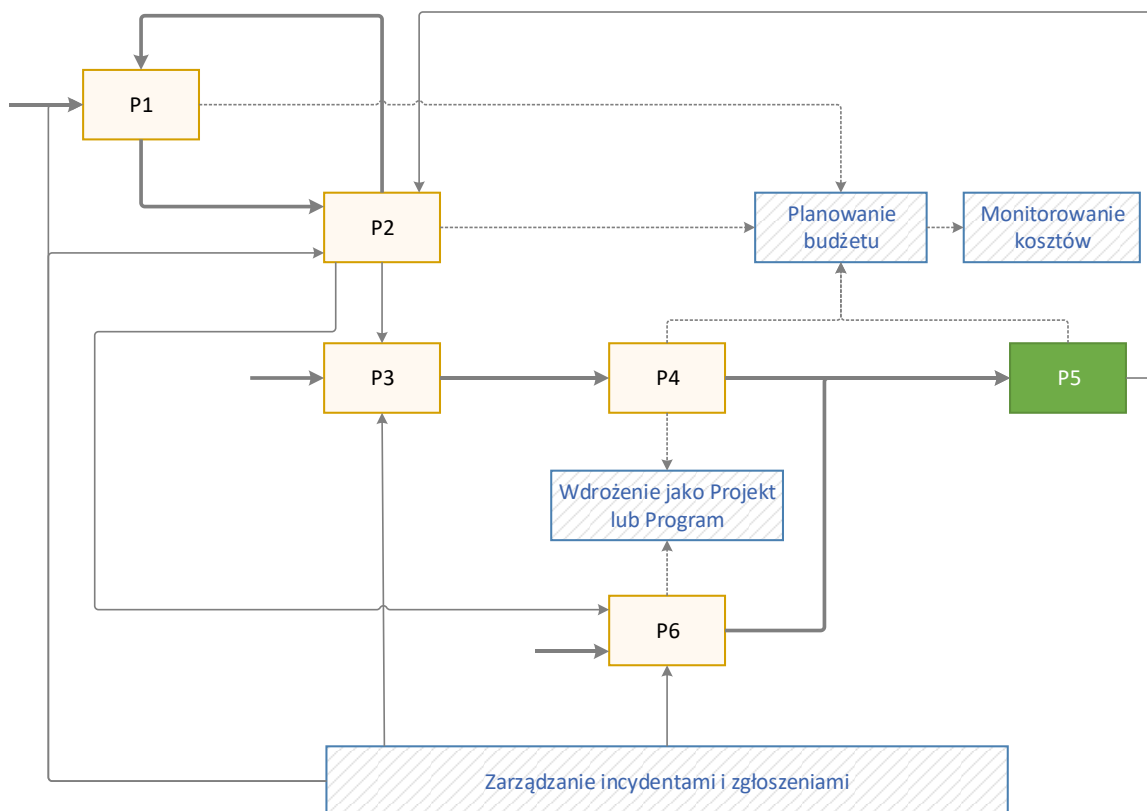 P1
P2
Planowanie
budżetu
Monitorowanie
kosztów
P3
P4
P5
Wdrożenie jako Projekt
lub Program
P6
Zarządzanie incydentami i zgłoszeniami